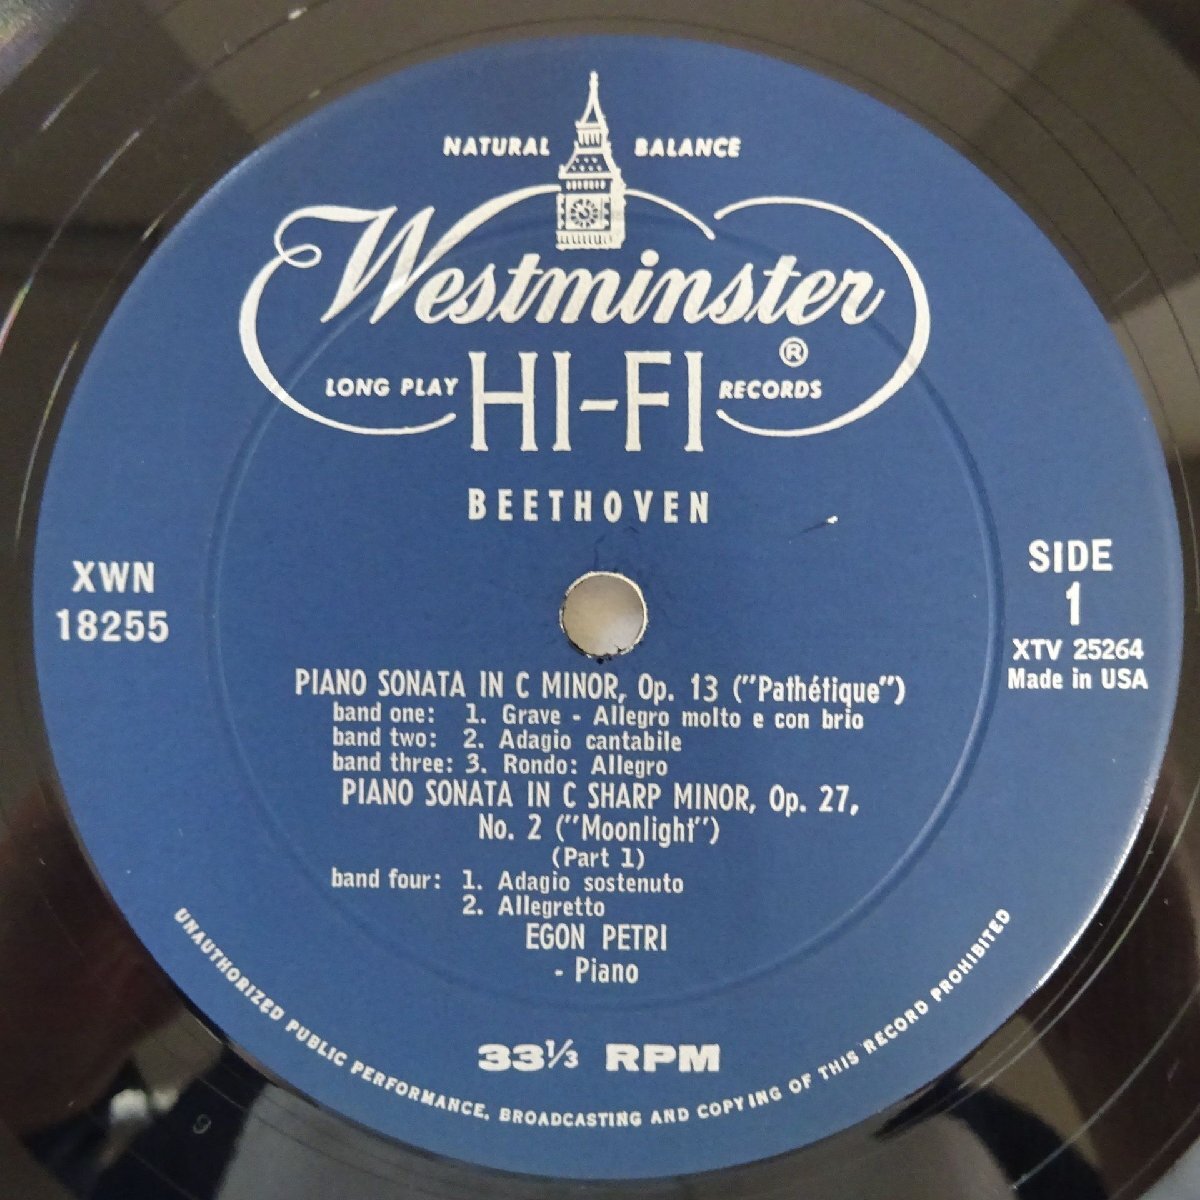 NATURAL BALANCE
Westminster
®
LONG PLAY HI-FI RECORDS
BEETHOVEN
XWN
18255
SIDE
1
XTV 25264
Made in USA
PIANO SONATA IN C MINOR, Op. 13 ("Pathétique")
band one: 1. Grave - Allegro molto e con brio
band two: 2. Adagio cantabile
band three: 3. Rondo: Allegro
PIANO SONATA IN C SHARP MINOR, Op. 27,
No. 2 ("Moonlight")
(Part 1)
band four: 1. Adagio sostenuto
2. Allegretto
EGON PETRI
- Piano
33⅓ RPM
UNAUTHORIZED PUBLIC PERFORMANCE, BROADCASTING AND COPYING OF THIS RECORD PROHIBITED
9